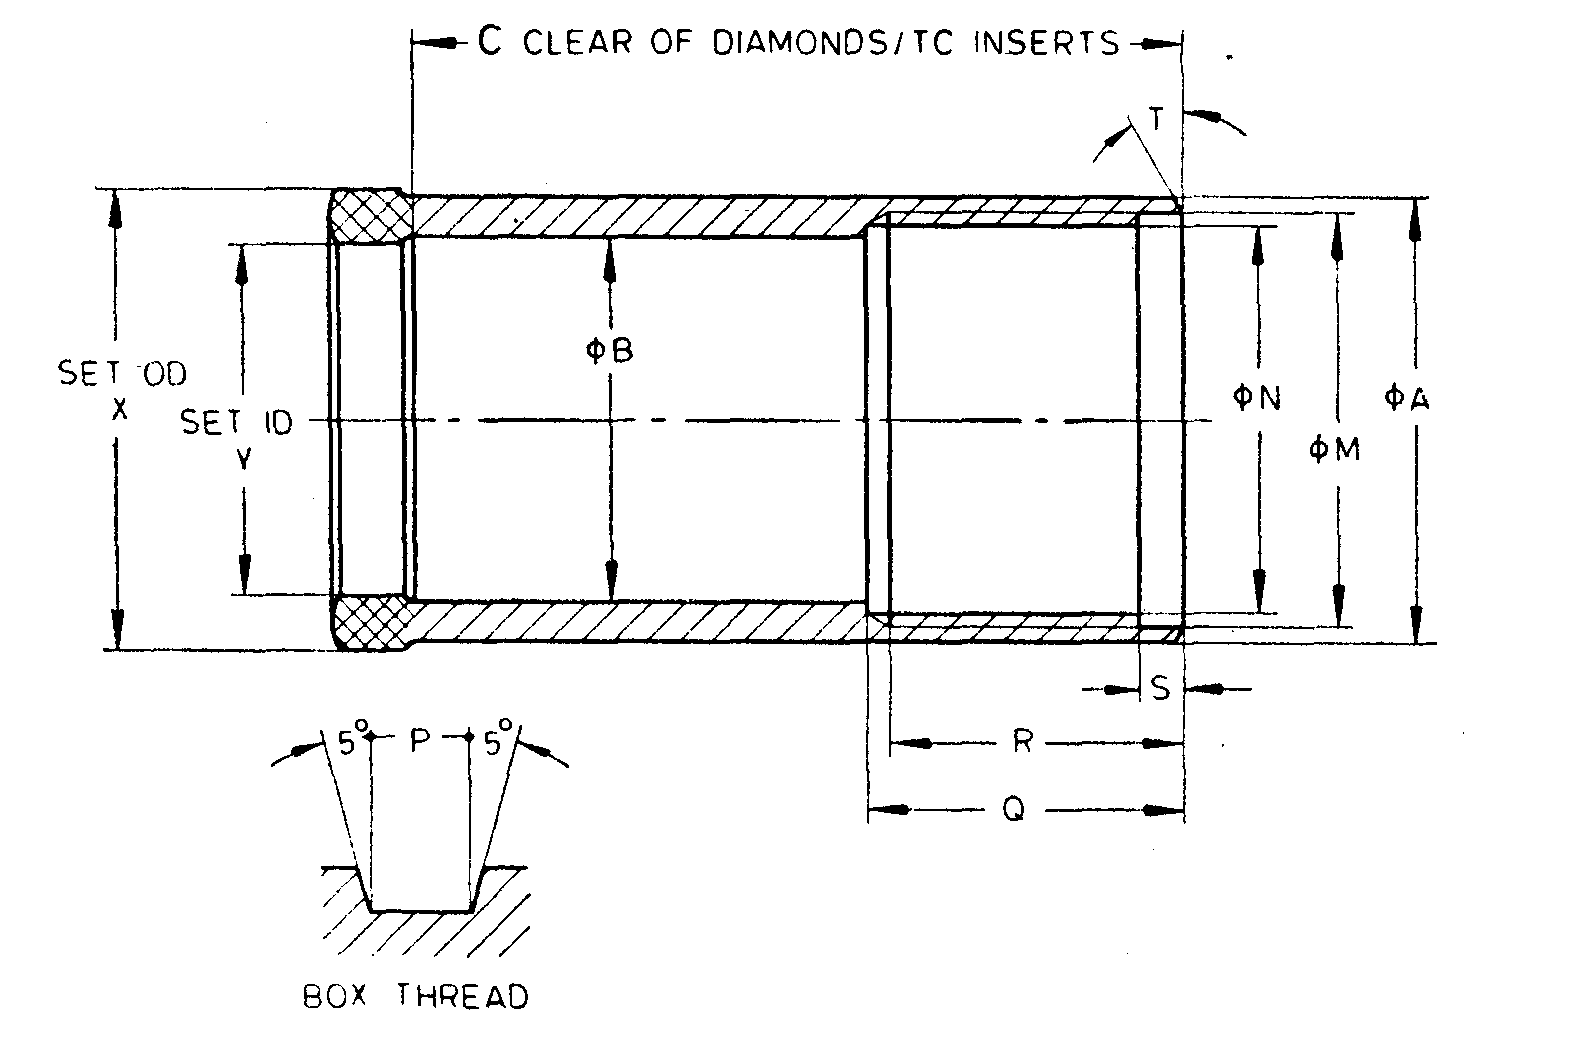 C CLEAR OF DIAMONDS/TC INSERTS
T
ΦB
SET OD
X
SET ID
Y
ΦN
ΦA
ΦM
S
5° P 5°
R
Q
BOX THREAD